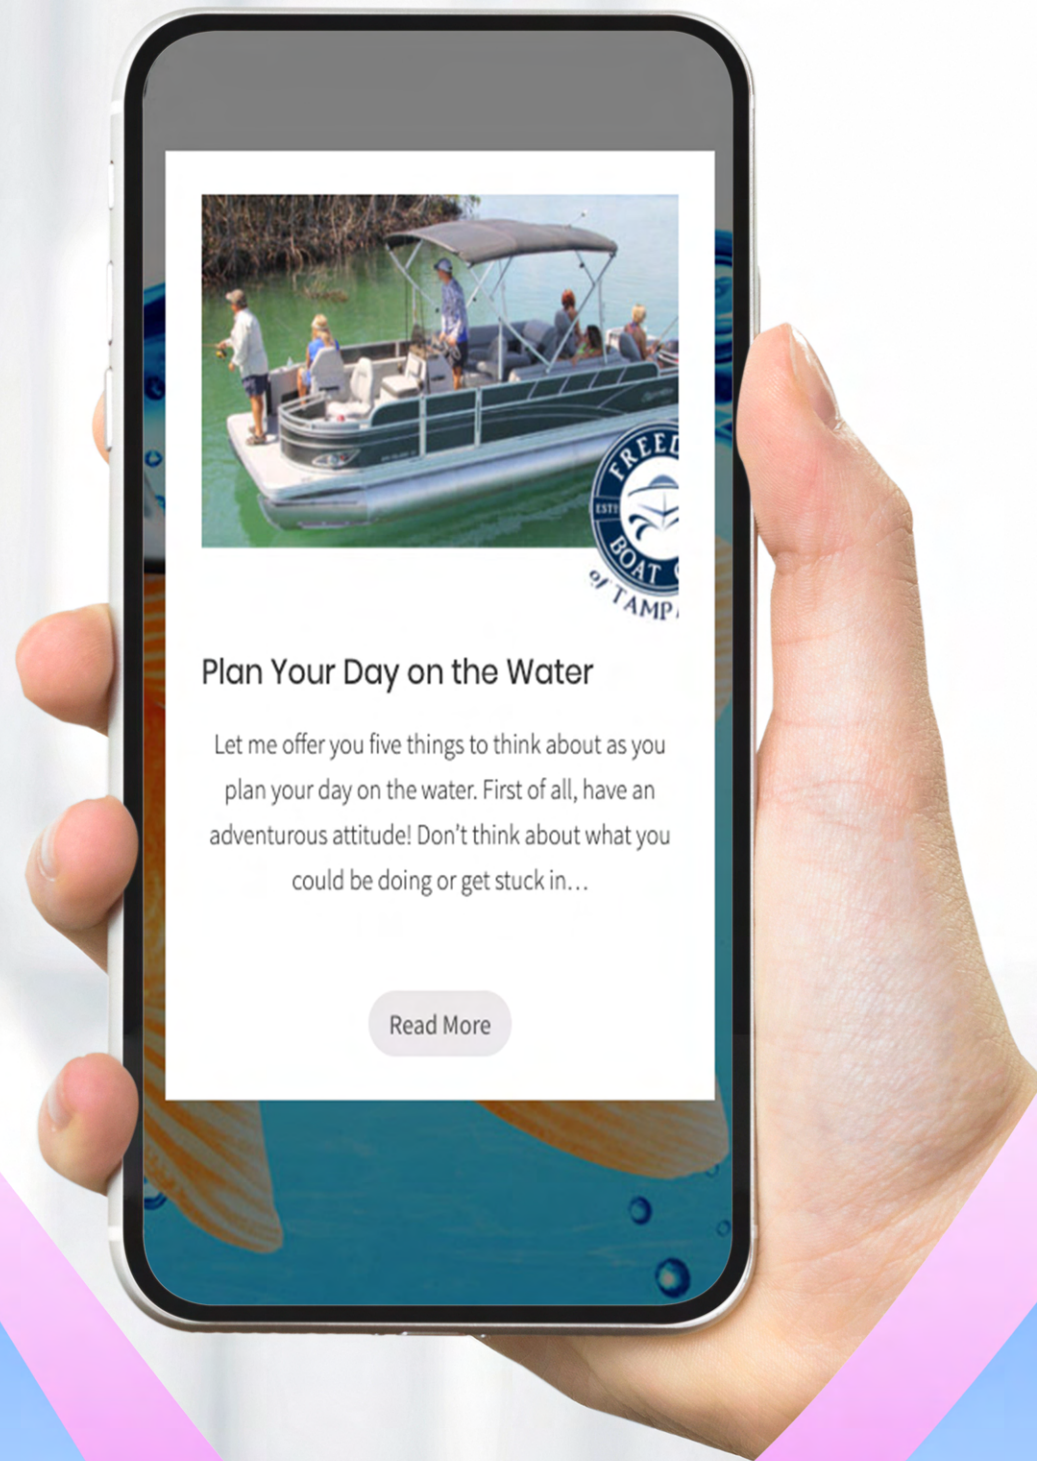 FREED
ESTD
BOAT C
of TAMP
Plan Your Day on the Water
Let me offer you five things to think about as you
plan your day on the water. First of all, have an
adventurous attitude! Don't think about what you
could be doing or get stuck in...
Read More